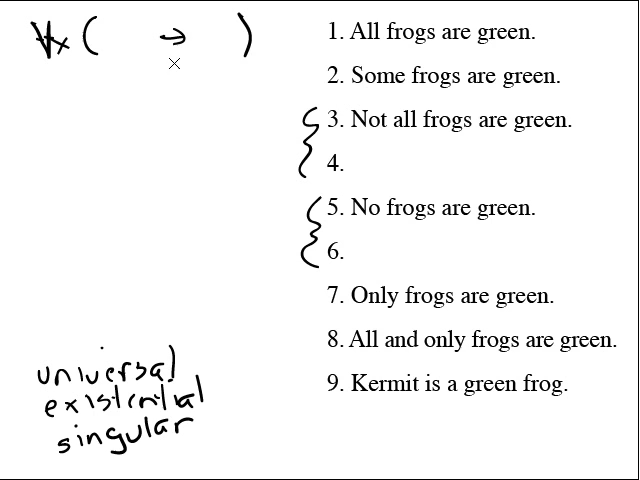 ∀x ( → )
1. All frogs are green.
2. Some frogs are green.
3. Not all frogs are green.
4.
5. No frogs are green.
6.
7. Only frogs are green.
8. All and only frogs are green.
9. Kermit is a green frog.
universal
existential
singular